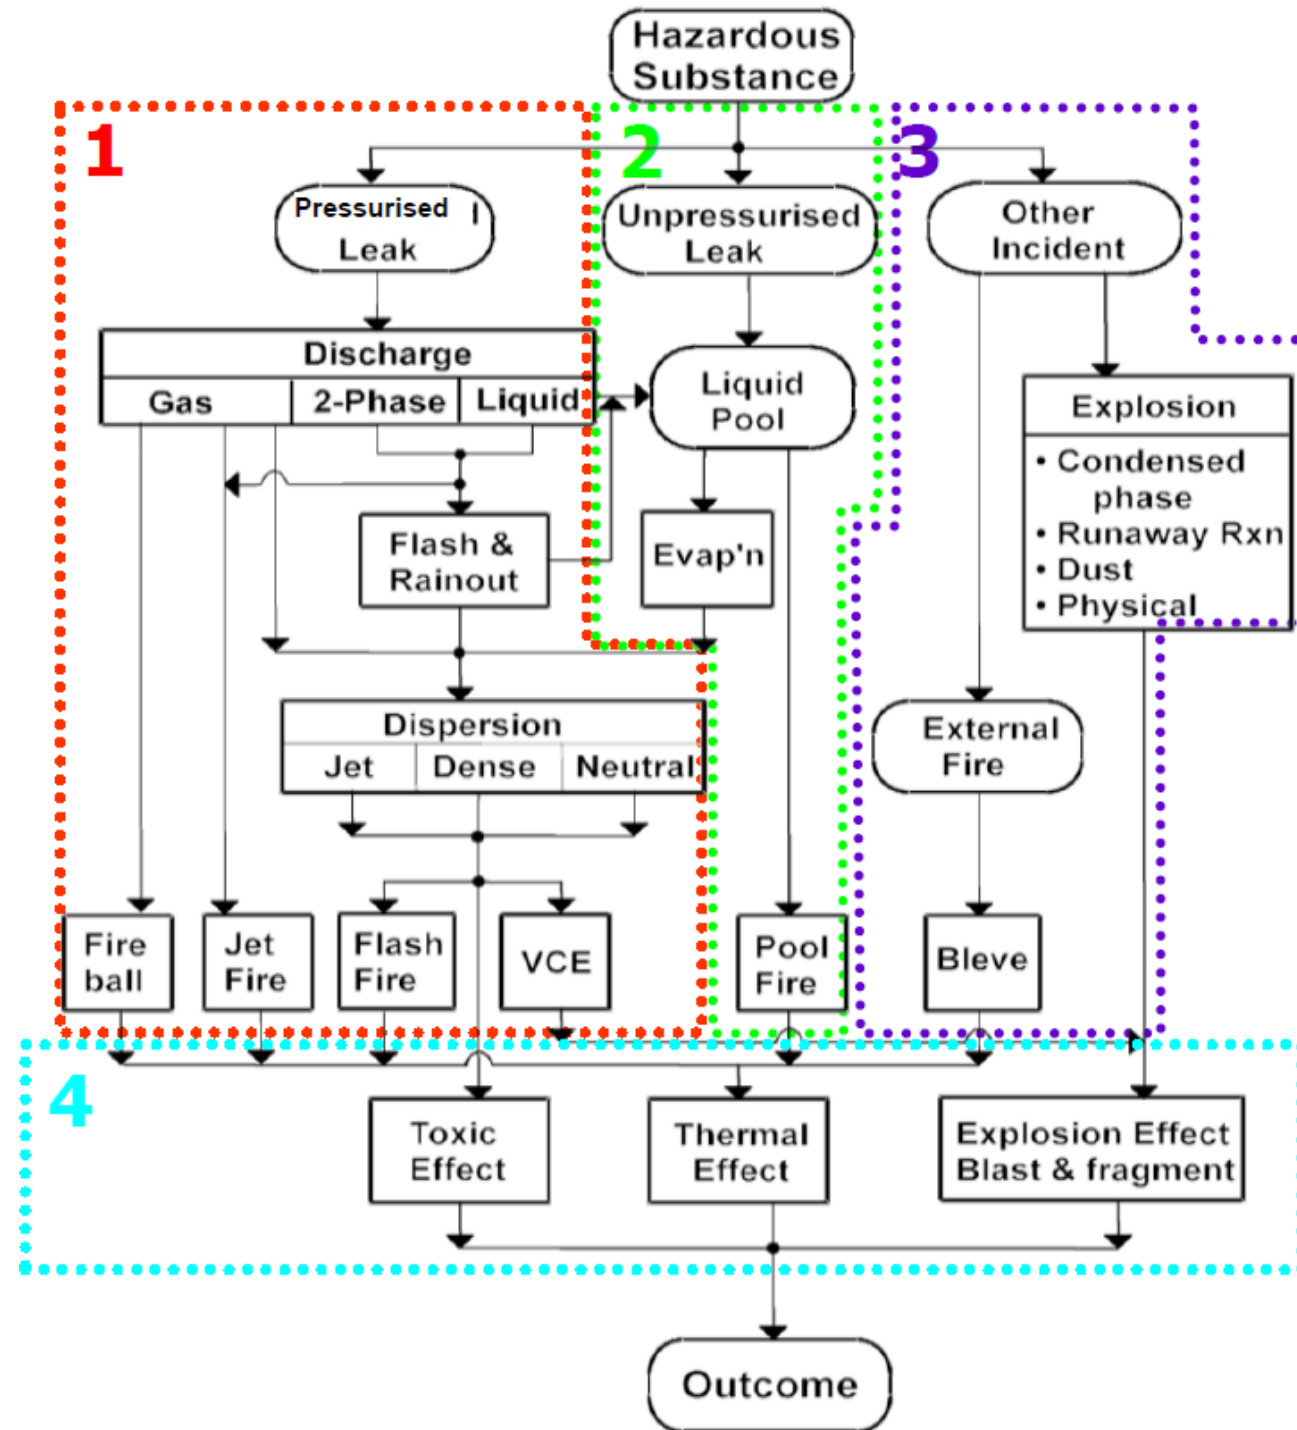 Hazardous
Substance
1
2
3
Pressurised
Leak
Unpressurised
Leak
Other
Incident
Discharge
Gas
2-Phase
Liquid
Liquid
Pool
Explosion
• Condensed
phase
• Runaway Rxn
• Dust
• Physical
Flash &
Rainout
Evap'n
Dispersion
Jet
Dense
Neutral
External
Fire
Fire
ball
Jet
Fire
Flash
Fire
VCE
Pool
Fire
Bleve
4
Toxic
Effect
Thermal
Effect
Explosion Effect
Blast & fragment
Outcome